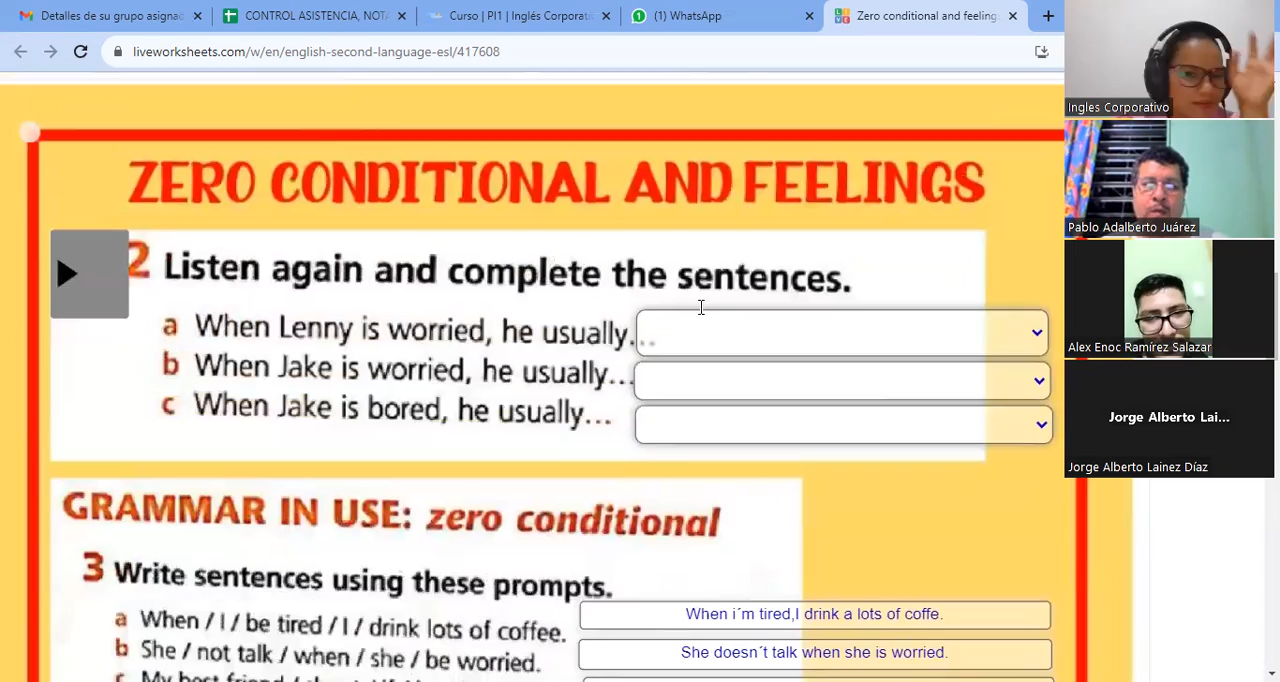 Detalles de su grupo asignac
CONTROL ASISTENCIA, NOTA
Curso | PI1 | Inglés Corporati
(1) WhatsApp
Zero conditional and feeling
liveworksheets.com/w/en/english-second-language-esl/417608
Ingles Corporativo
Pablo Adalberto Juárez
Alex Enoc Ramírez Salazar
Jorge Alberto Lai...
Jorge Alberto Lainez Díaz
ZERO CONDITIONAL AND FEELINGS
2 Listen again and complete the sentences.
a When Lenny is worried, he usually...
b When Jake is worried, he usually...
c When Jake is bored, he usually...
GRAMMAR IN USE: zero conditional
3 Write sentences using these prompts.
a When / I / be tired / I / drink lots of coffee.
When i´m tired,I drink a lots of coffe.
b She / not talk / when / she / be worried.
She doesn´t talk when she is worried.